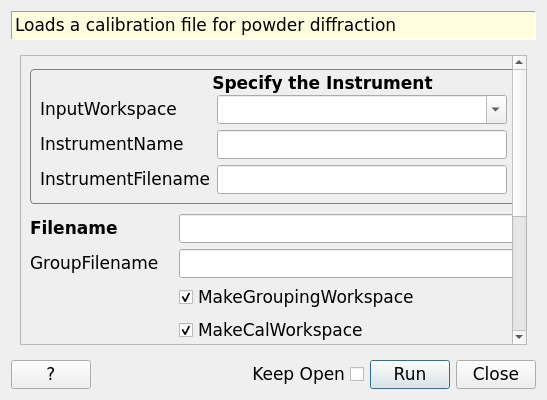 Loads a calibration file for powder diffraction
Specify the Instrument
InputWorkspace
InstrumentName
InstrumentFilename
Filename
GroupFilename
MakeGroupingWorkspace
MakeCalWorkspace
? Keep Open Run Close